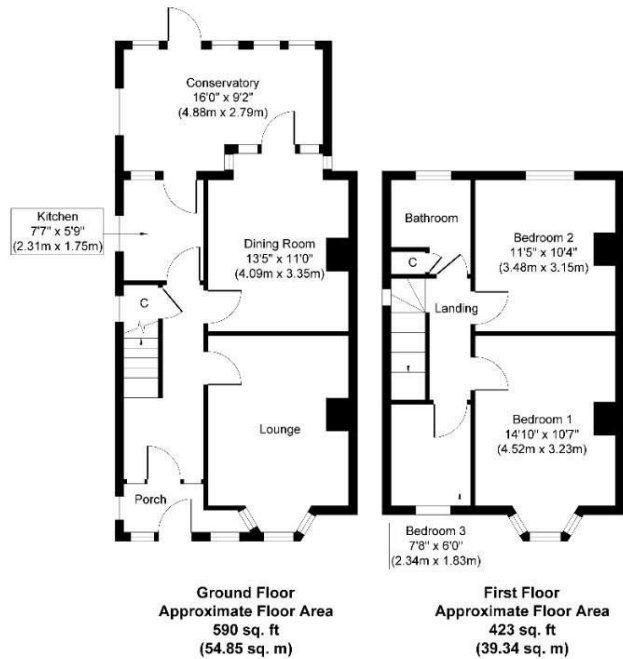 Conservatory
16'0" x 9'2"
(4.88m x 2.79m)
Kitchen
7'7" x 5'9"
(2.31m x 1.75m)
Dining Room
13'5" x 11'0"
(4.09m x 3.35m)
C
Lounge
Porch
Ground Floor
Approximate Floor Area
590 sq. ft
(54.85 sq. m)
Bathroom
C
Bedroom 2
11'5" x 10'4"
(3.48m x 3.15m)
Landing
Bedroom 1
14'10" x 10'7"
(4.52m x 3.23m)
Bedroom 3
7'8" x 6'0"
(2.34m x 1.83m)
First Floor
Approximate Floor Area
423 sq. ft
(39.34 sq. m)